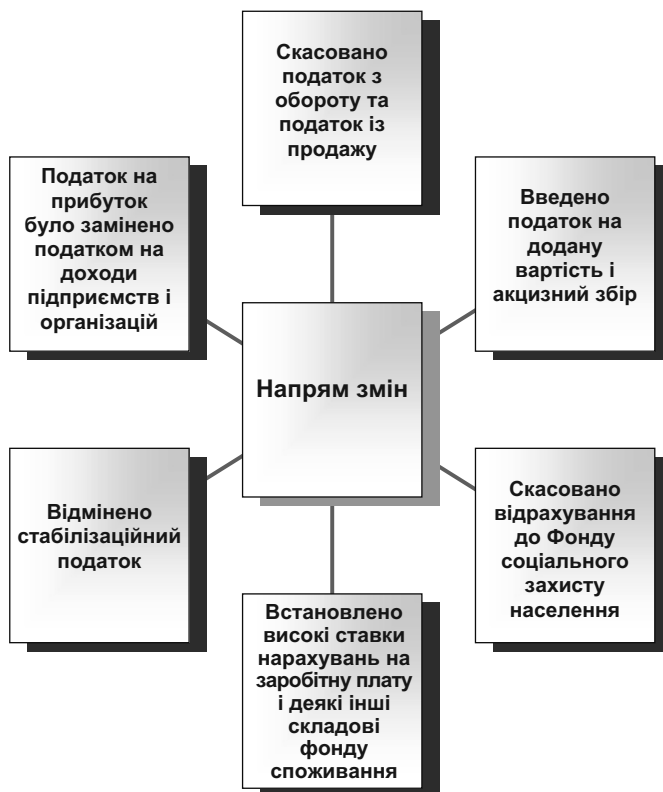 Скасовано
податок з
обороту та
податок із
продажу
Податок на
прибуток
було замінено
податком на
доходи
підприємств і
організацій
Введено
податок на
додану
вартість і
акцизний збір
Напрям змін
Відмінено
стабілізаційний
податок
Скасовано
відрахування
до Фонду
соціального
захисту
населення
Встановлено
високі ставки
нарахувань на
заробітну плату
і деякі інші
складові
фонду
споживання